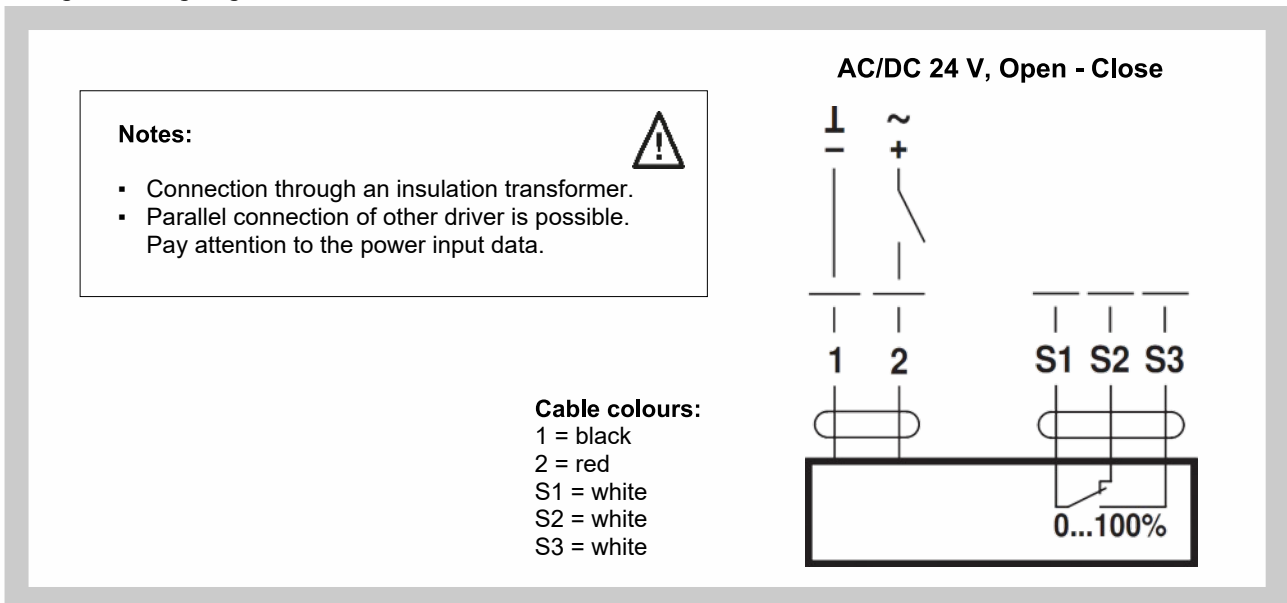 AC/DC 24 V, Open - Close
Notes:
▪ Connection through an insulation transformer.
▪ Parallel connection of other driver is possible.
Pay attention to the power input data.
⊥ ~
− +
1 2 S1 S2 S3
Cable colours:
1 = black
2 = red
S1 = white
S2 = white
S3 = white
0...100%